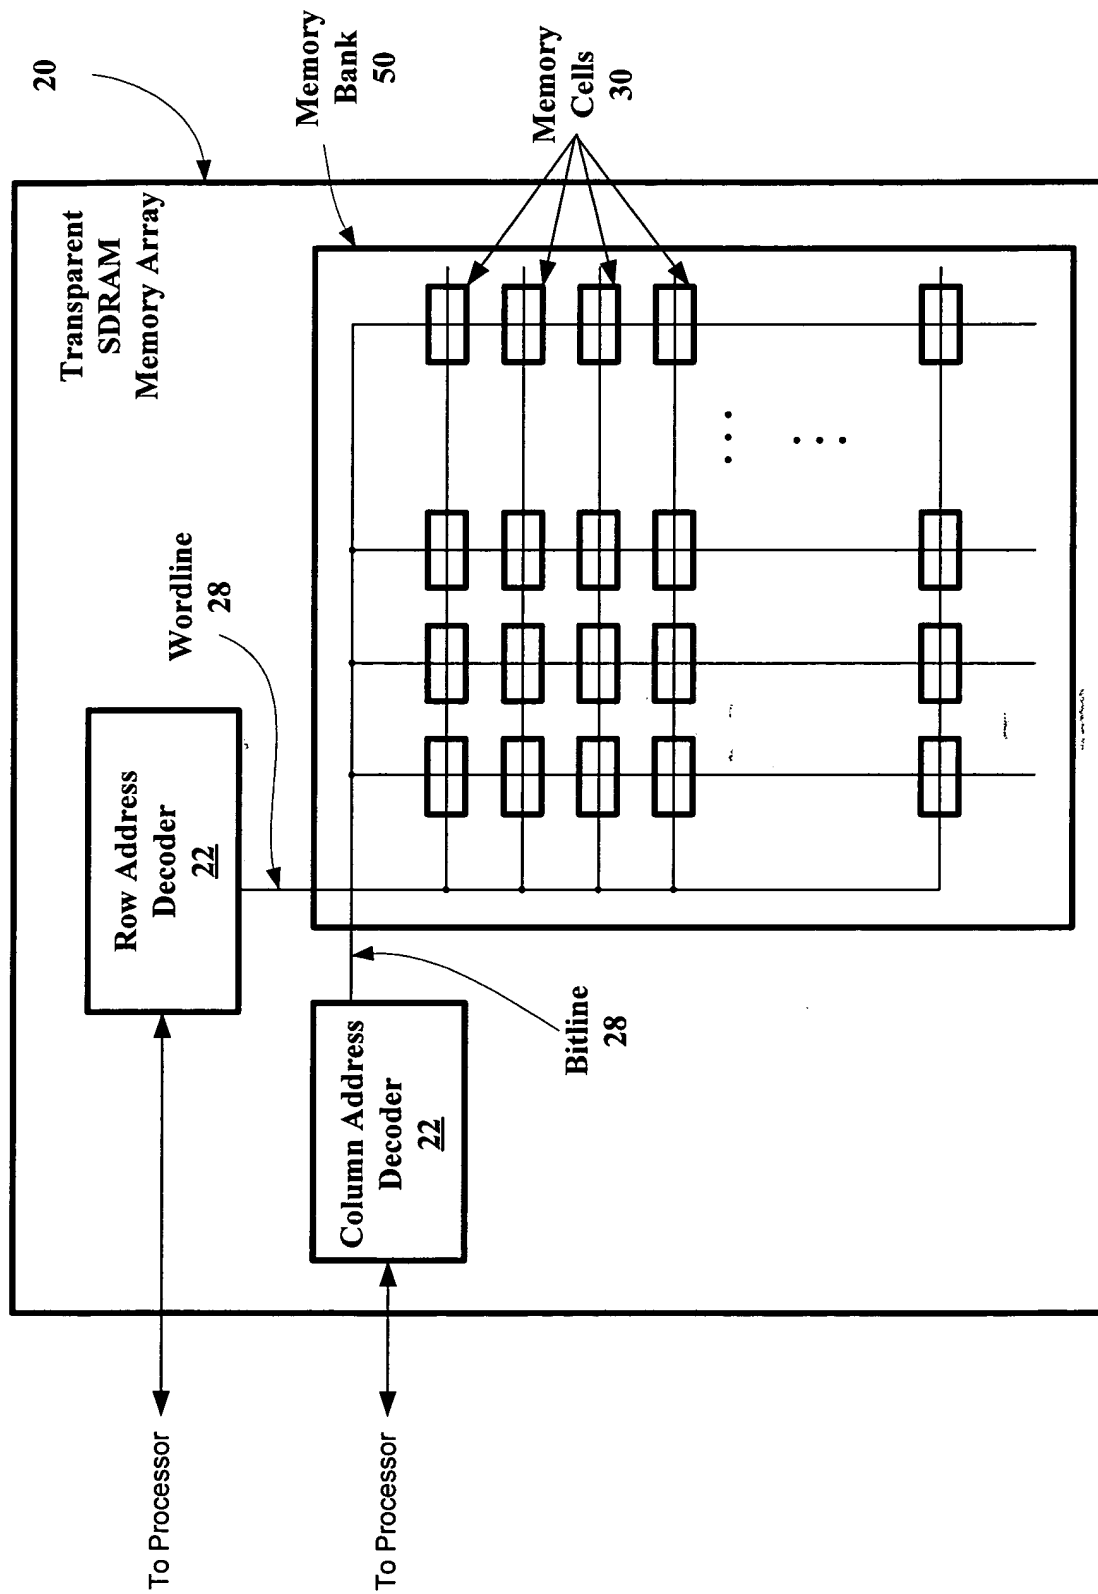 20
Transparent
SDRAM
Memory Array
Memory
Bank
50
Memory
Cells
30
Wordline
28
Row Address
Decoder
22
Column Address
Decoder
22
Bitline
28
To Processor
To Processor